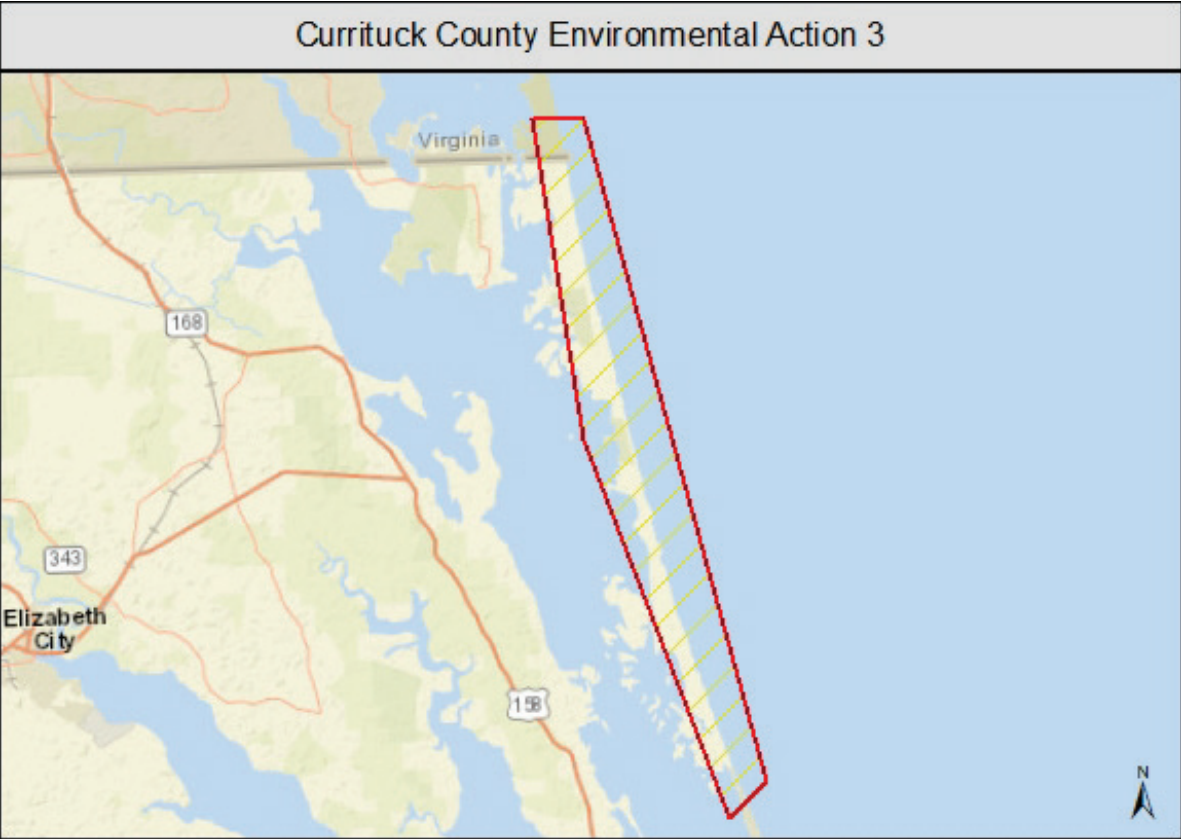 Currituck County Environmental Action 3
Virginia
168
343
Elizabeth
City
158
N